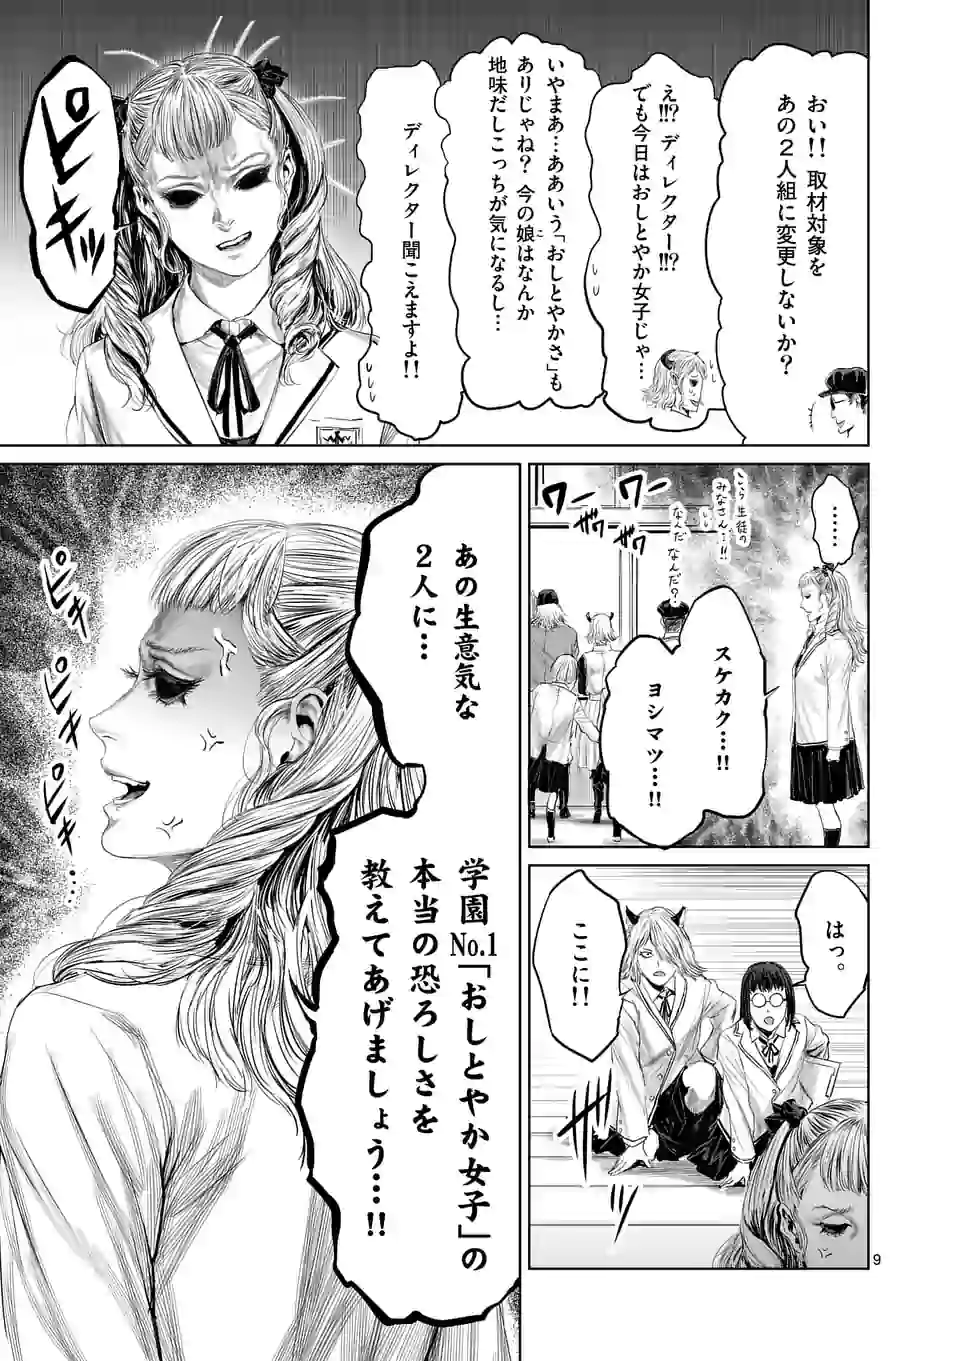 おい!!取材対象を
あの2人組に変更しないか?
え!!?ディレクター!!?
でも今日はおしとやか女子じゃ…
いやまあ…ああいう「おしとやかさ」も
ありじゃね?今の娘はなんか
こ
地味だしこっちが気になるし…
ディレクター聞こえますよ!!
ピキッ
………
こら生徒の
みなさん…!!
なんだなんだ?
ワー
ザワ
ワー
ザワ
スケカク…!!
ヨシマツ…!!
はっ。
ここに!!
あの生意気な
2人に…
ピキ
ピキ
ピキ…
学園No.1「おしとやか女子」の
本当の恐ろしさを
教えてあげましょう…!!
9